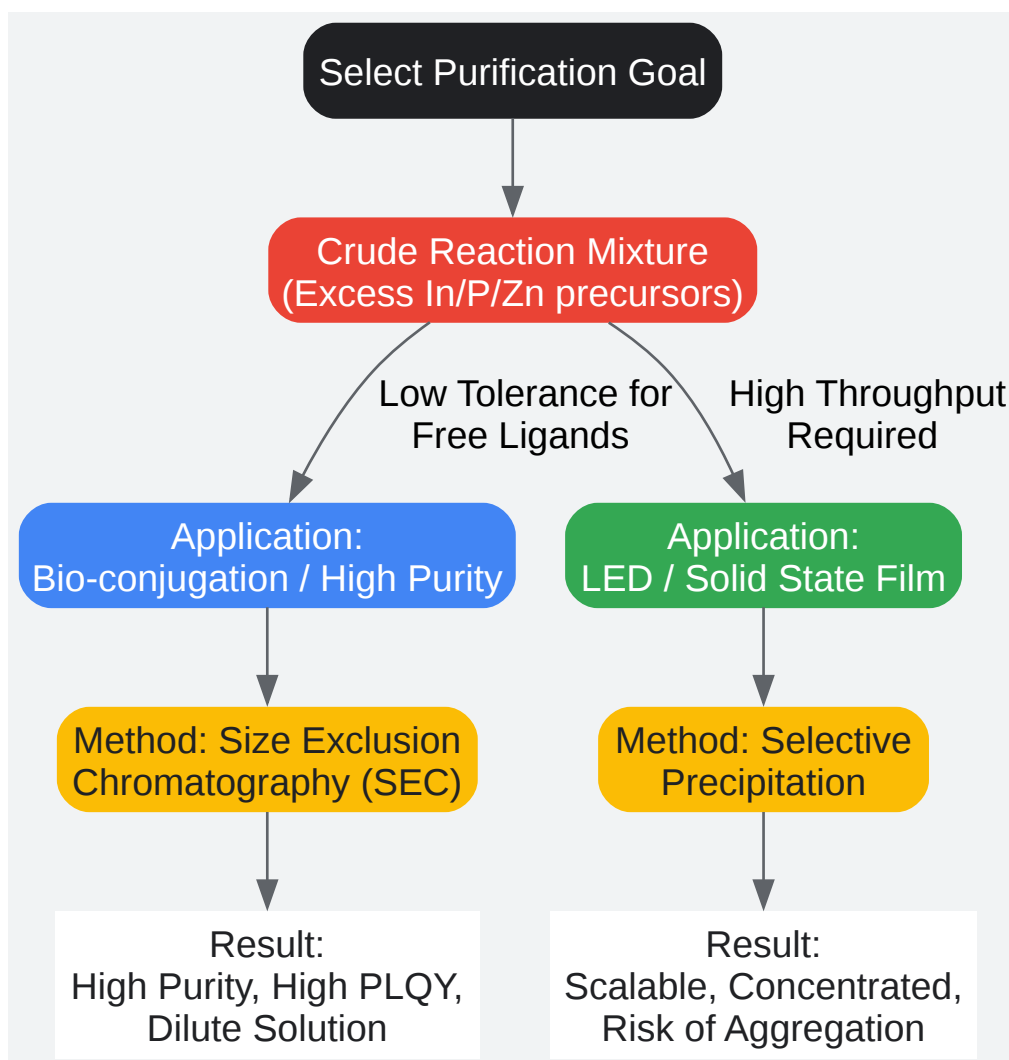 Select Purification Goal
Crude Reaction Mixture
(Excess In/P/Zn precursors)
Low Tolerance for
Free Ligands
High Throughput
Required
Application:
Bio-conjugation / High Purity
Application:
LED / Solid State Film
Method: Size Exclusion
Chromatography (SEC)
Method: Selective
Precipitation
Result:
High Purity, High PLQY,
Dilute Solution
Result:
Scalable, Concentrated,
Risk of Aggregation